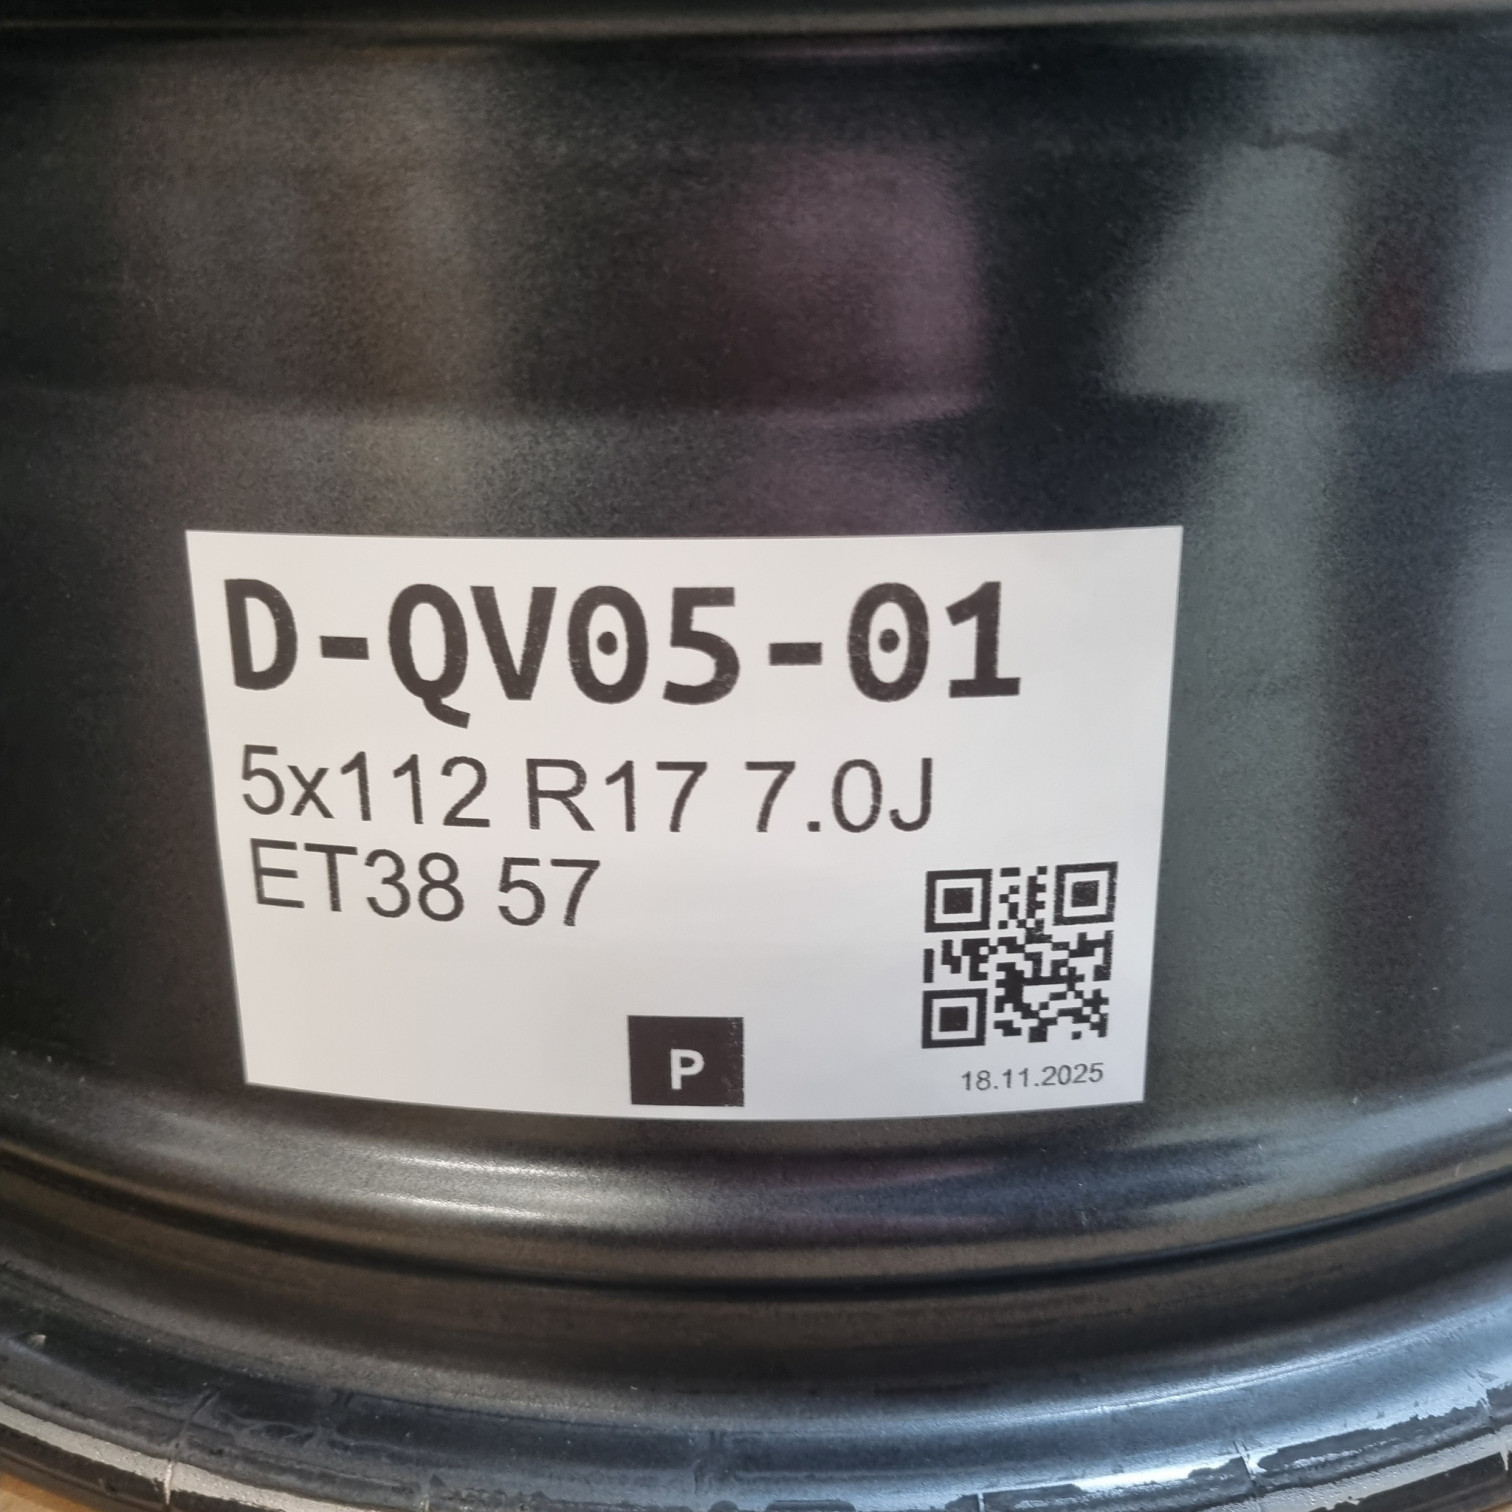 D-QV05-01
5x112 R17 7.0J
ET38 57
P
18.11.2025